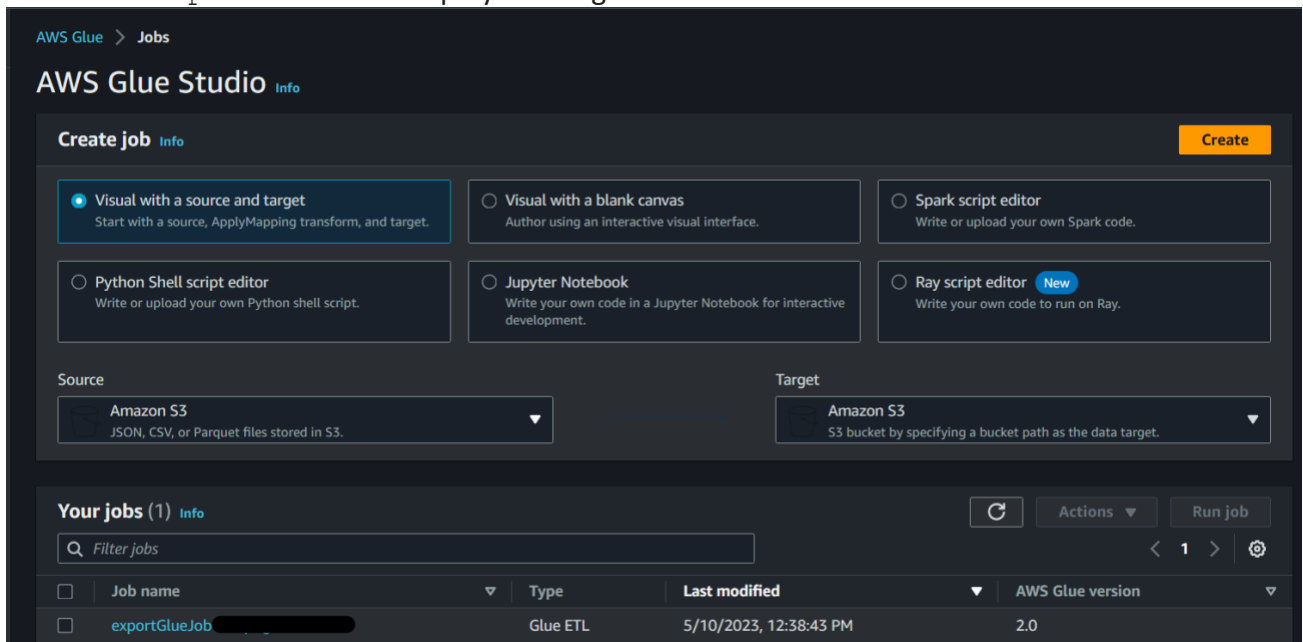 AWS Glue > Jobs
AWS Glue Studio Info
Create job Info
Create
Visual with a source and target
Start with a source, ApplyMapping transform, and target.
Visual with a blank canvas
Author using an interactive visual interface.
Spark script editor
Write or upload your own Spark code.
Python Shell script editor
Write or upload your own Python shell script.
Jupyter Notebook
Write your own code in a Jupyter Notebook for interactive
development.
Ray script editor New
Write your own code to run on Ray.
Source
Amazon S3
JSON, CSV, or Parquet files stored in S3.
Target
Amazon S3
S3 bucket by specifying a bucket path as the data target.
Your jobs (1) Info
Actions
Run job
Filter jobs
< 1 >
Job name Type Last modified AWS Glue version
exportGlueJob Glue ETL 5/10/2023, 12:38:43 PM 2.0